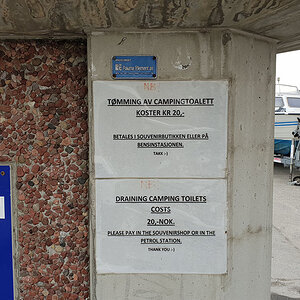 NB
TØMMING AV CAMPINGTOALETT
KOSTER KR 20,-
BETALES I SOUVENIRBUTIKKEN ELLER PÅ
BENSINSTASJONEN.
TAKK :-)
DRAINING CAMPING TOILETS
COSTS
20,-NOK.
PLEASE PAY IN THE SOUVENIRSHOP OR IN THE
PETROL STATION.
THANK YOU :-)